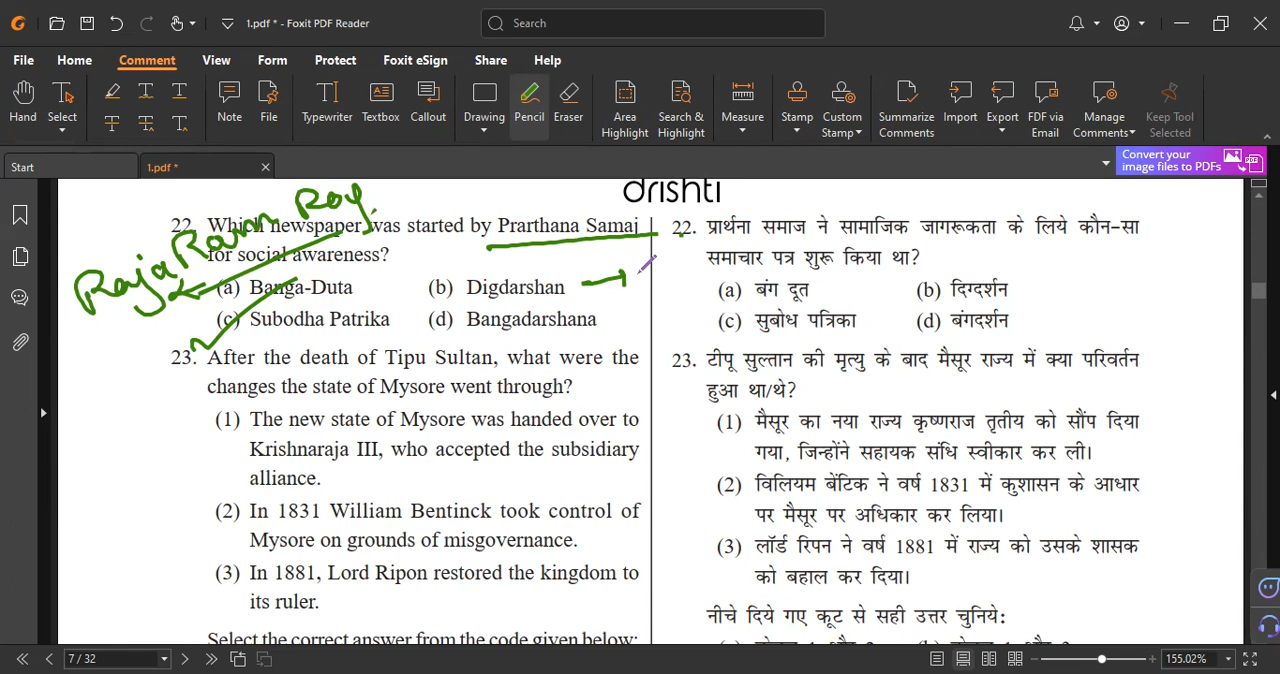 1.pdf * - Foxit PDF Reader
Search
File Home Comment View Form Protect Foxit eSign Share Help
Hand Select Note File Typewriter Textbox Callout Drawing Pencil Eraser Area Highlight Search & Highlight Measure Stamp Custom Stamp Summarize Comments Import Export FDF via Email Manage Comments Keep Tool Selected
Start 1.pdf *
Convert your image files to PDFs
drishti
Raja Ram Roy
22. Which newspaper was started by Prarthana Samaj
for social awareness?
(a) Banga-Duta (b) Digdarshan
(c) Subodha Patrika (d) Bangadarshana
23. After the death of Tipu Sultan, what were the
changes the state of Mysore went through?
(1) The new state of Mysore was handed over to
Krishnaraja III, who accepted the subsidiary
alliance.
(2) In 1831 William Bentinck took control of
Mysore on grounds of misgovernance.
(3) In 1881, Lord Ripon restored the kingdom to
its ruler.
Select the correct answer from the code given below:
22. प्रार्थना समाज ने सामाजिक जागरूकता के लिये कौन-सा
समाचार पत्र शुरू किया था?
(a) बंग दूत (b) दिग्दर्शन
(c) सुबोध पत्रिका (d) बंगदर्शन
23. टीपू सुल्तान की मृत्यु के बाद मैसूर राज्य में क्या परिवर्तन
हुआ था/थे?
(1) मैसूर का नया राज्य कृष्णराज तृतीय को सौंप दिया
गया, जिन्होंने सहायक संधि स्वीकार कर ली।
(2) विलियम बेंटिक ने वर्ष 1831 में कुशासन के आधार
पर मैसूर पर अधिकार कर लिया।
(3) लॉर्ड रिपन ने वर्ष 1881 में राज्य को उसके शासक
को बहाल कर दिया।
नीचे दिये गए कूट से सही उत्तर चुनिये:
7 / 32
155.02%